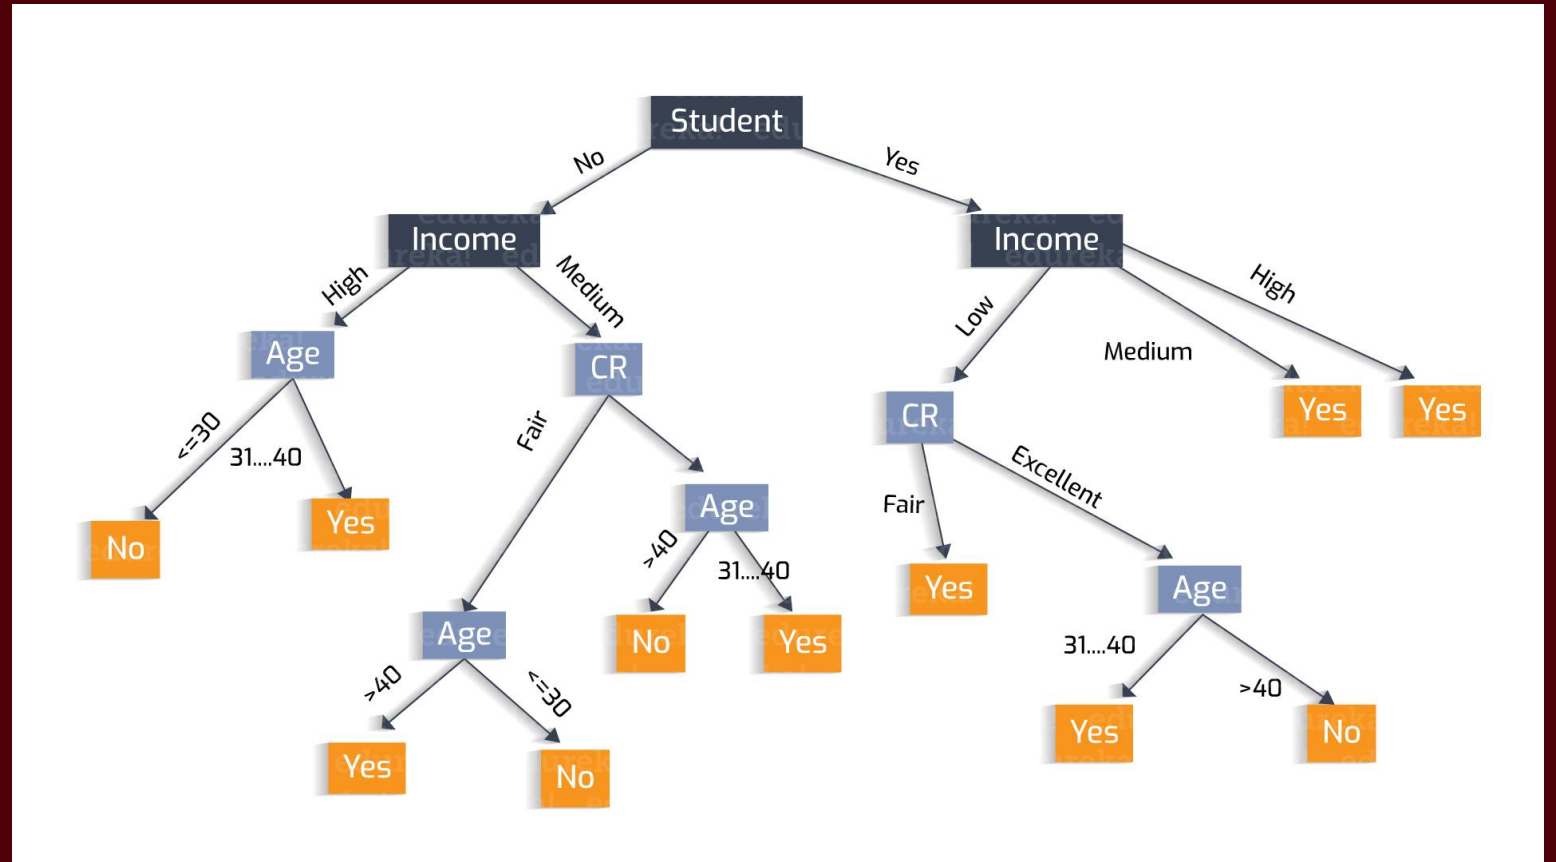 Student
No
Yes
Income
Income
High
Medium
Low
Medium
High
Age
CR
CR
Yes
Yes
<=30
31....40
Fair
Fair
Excellent
No
Yes
Age
>40
31....40
Yes
Age
Age
No
Yes
31....40
>40
>40
<=30
Yes
No
Yes
No
edureka!